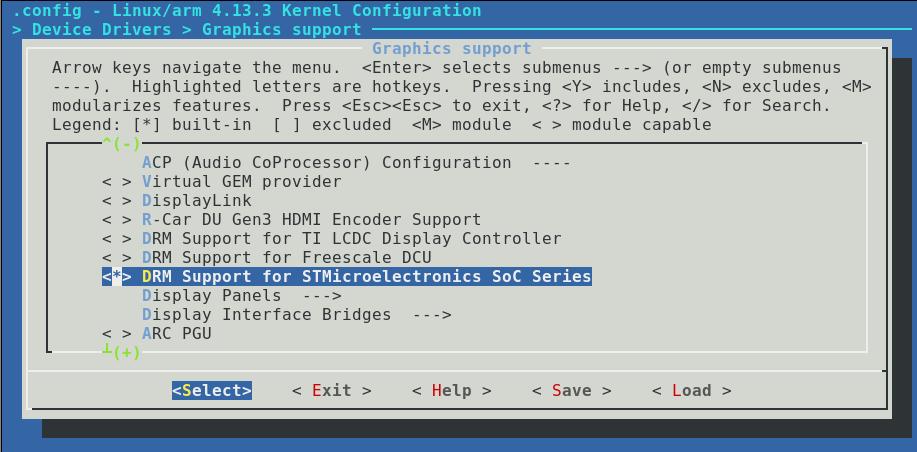 .config - Linux/arm 4.13.3 Kernel Configuration
> Device Drivers > Graphics support
Graphics support
Arrow keys navigate the menu.  <Enter> selects submenus ---> (or empty submenus
----).  Highlighted letters are hotkeys.  Pressing <Y> includes, <N> excludes, <M>
modularizes features.  Press <Esc><Esc> to exit, <?> for Help, </> for Search.
Legend: [*] built-in  [ ] excluded  <M> module  < > module capable
^(-)
ACP (Audio CoProcessor) Configuration  ----
< > Virtual GEM provider
< > DisplayLink
< > R-Car DU Gen3 HDMI Encoder Support
< > DRM Support for TI LCDC Display Controller
< > DRM Support for Freescale DCU
<*> DRM Support for STMicroelectronics SoC Series
Display Panels  --->
Display Interface Bridges  --->
< > ARC PGU
┴(+)
<Select>    < Exit >    < Help >    < Save >    < Load >